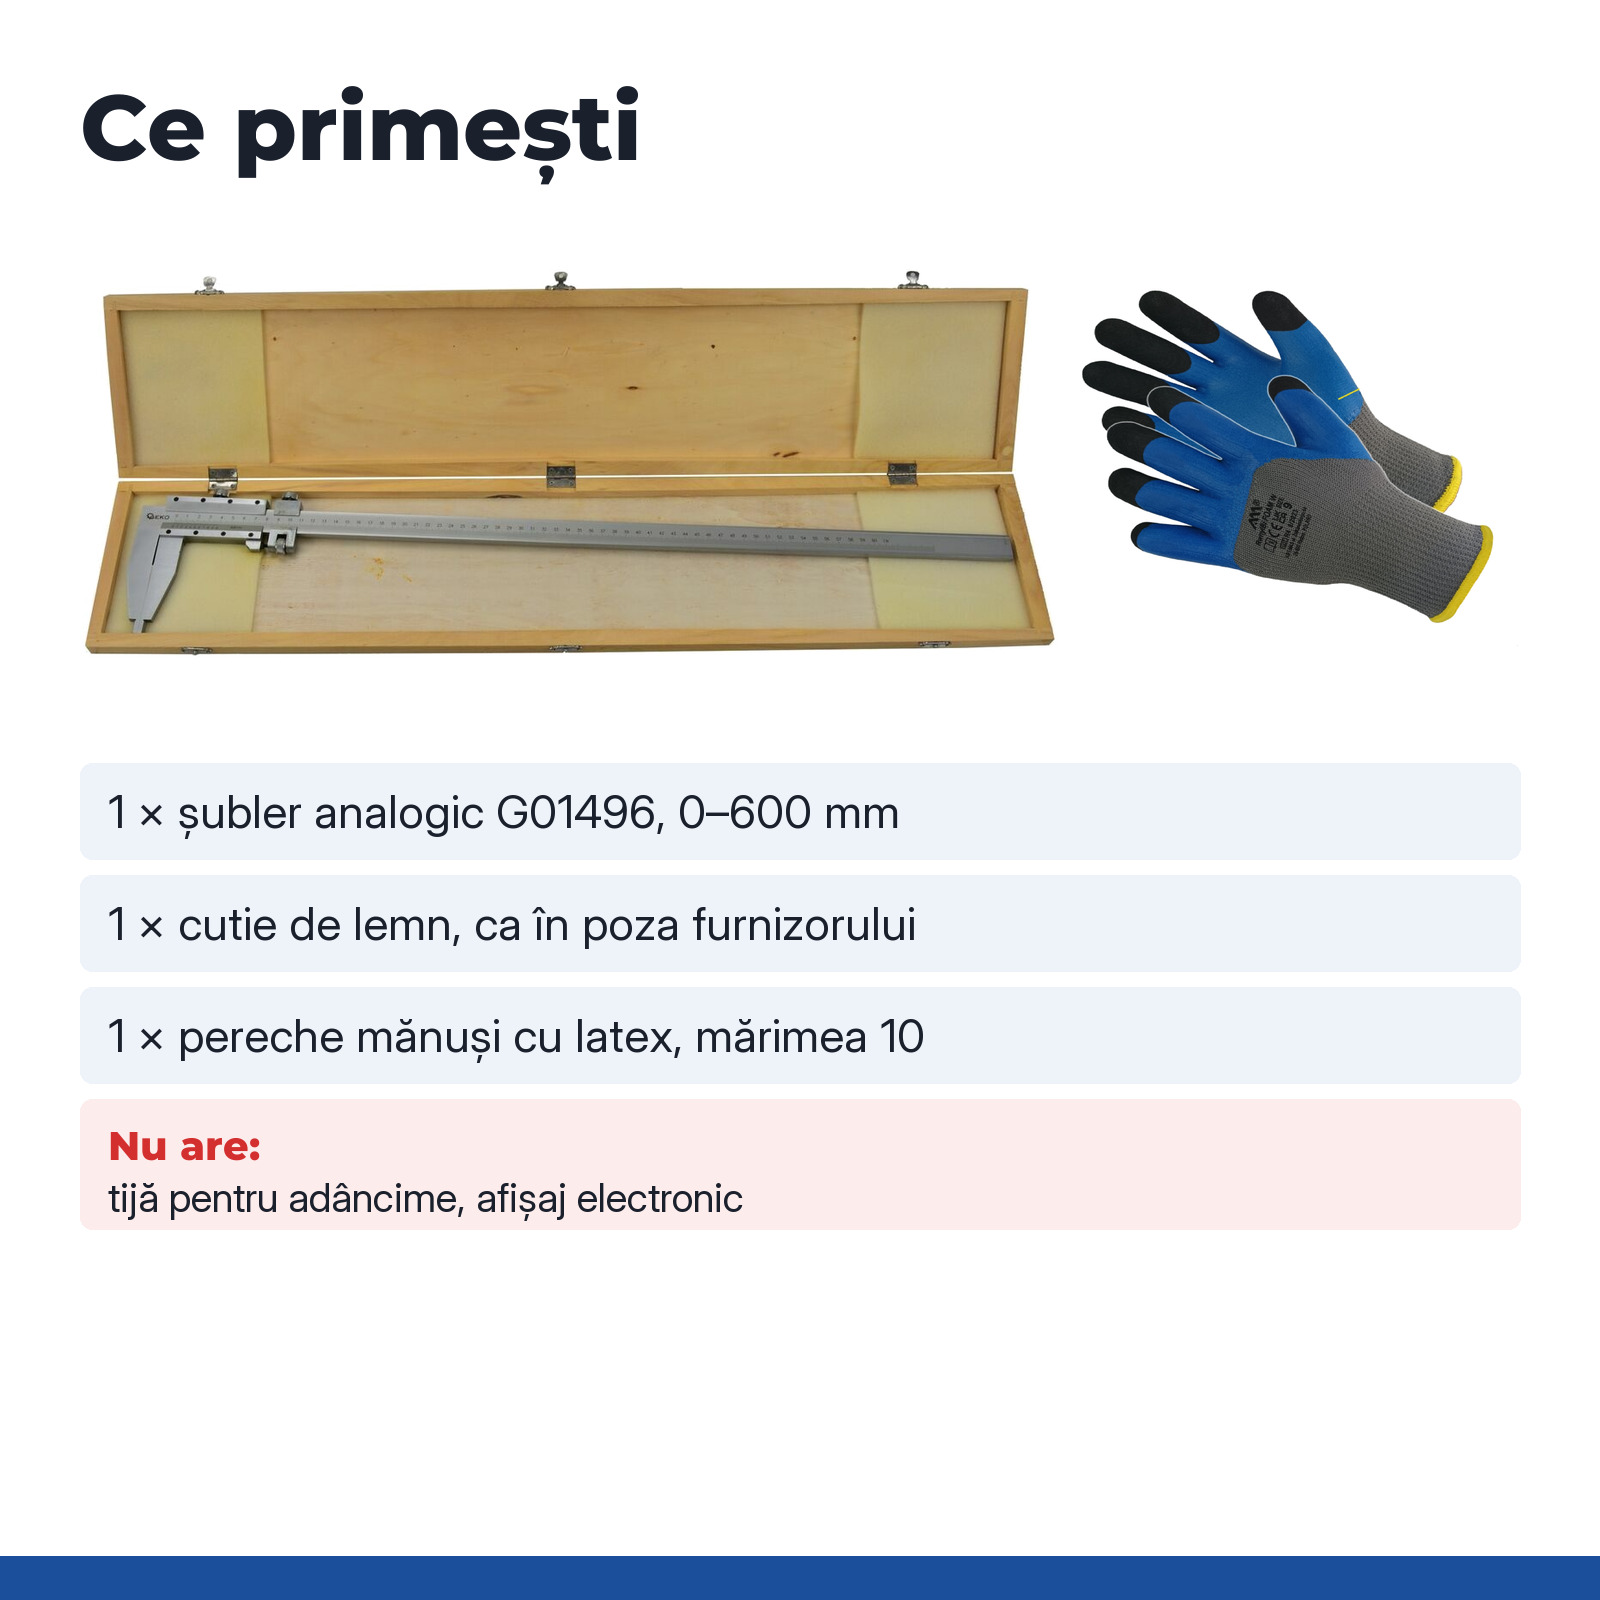 Ce primești
GEKO
1 × șubler analogic G01496, 0–600 mm
1 × cutie de lemn, ca în poza furnizorului
1 × pereche mănuși cu latex, mărimea 10
Nu are:
tijă pentru adâncime, afișaj electronic